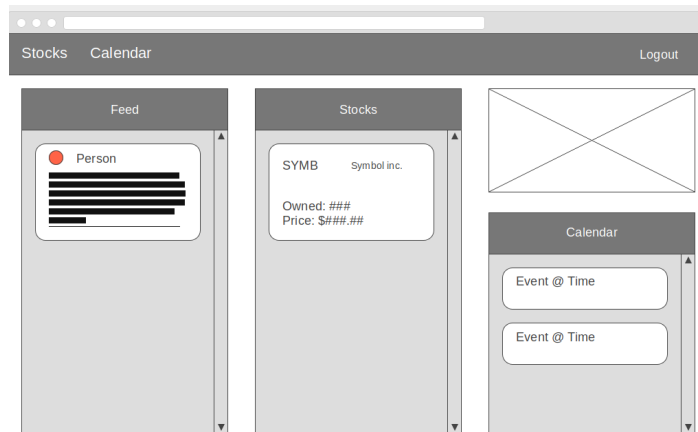 Stocks Calendar Logout
Feed
Person
Stocks
SYMB Symbol inc.
Owned: ###
Price: $###.##
Calendar
Event @ Time
Event @ Time